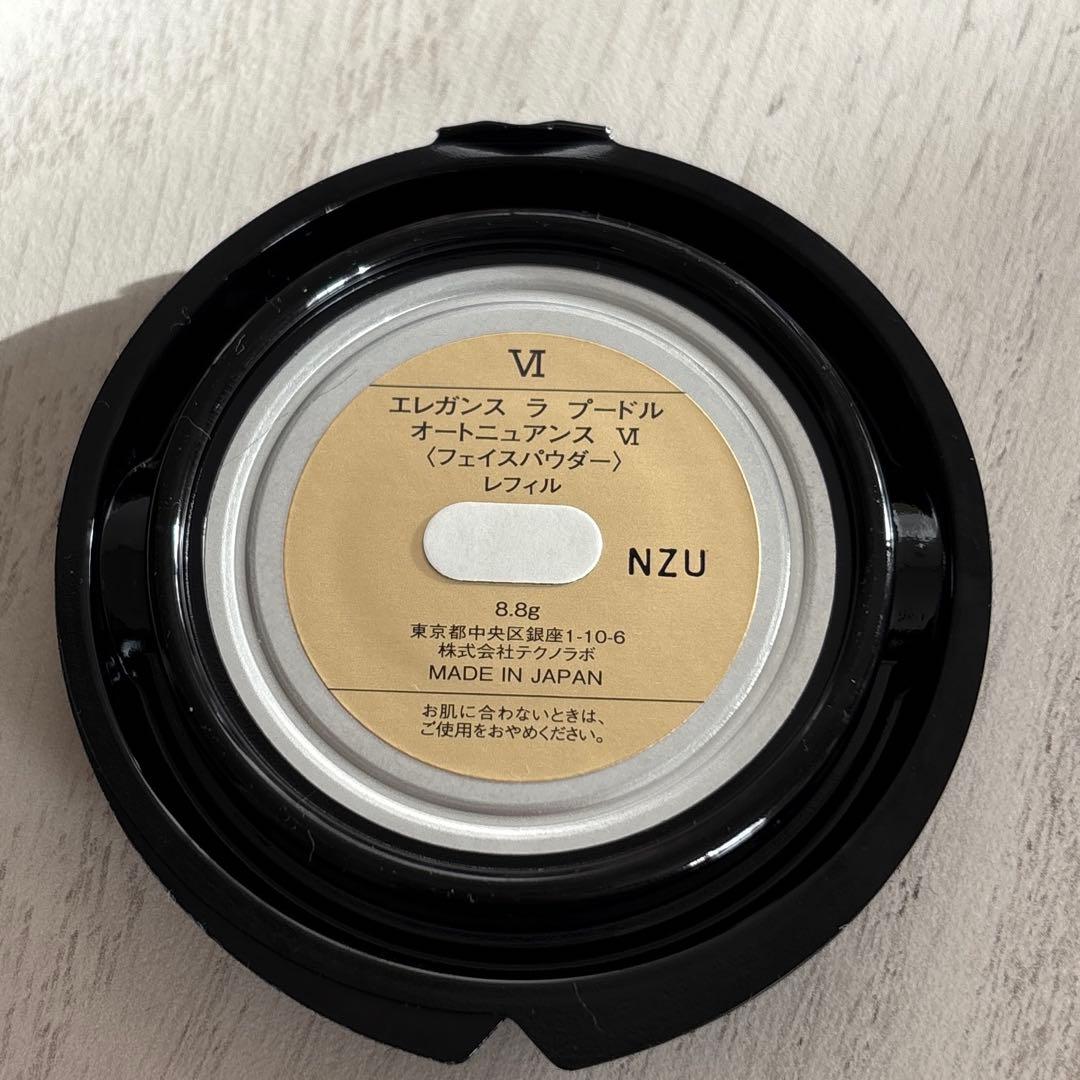 Ⅵ
エレガンス ラ プードル
オートニュアンス Ⅵ
〈フェイスパウダー〉
レフィル
NZU
8.8g
東京都中央区銀座1-10-6
株式会社テクノラボ
MADE IN JAPAN
お肌に合わないときは、
ご使用をおやめください。